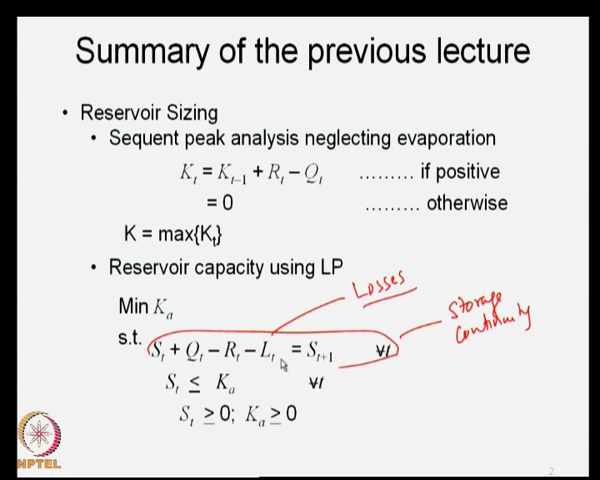 Summary of the previous lecture
• Reservoir Sizing
• Sequent peak analysis neglecting evaporation
Kₜ = Kₜ₋₁ + Rₜ – Qₜ ......... if positive
= 0 ......... otherwise
K = max{Kₜ}
• Reservoir capacity using LP
Losses
Min Kₐ
Storage
continuity
s.t.
Sₜ + Qₜ – Rₜ – Lₜ = Sₜ₊₁ ∀t
Sₜ ≤ Kₐ ∀t
Sₜ ≥ 0; Kₐ ≥ 0
NPTEL
2